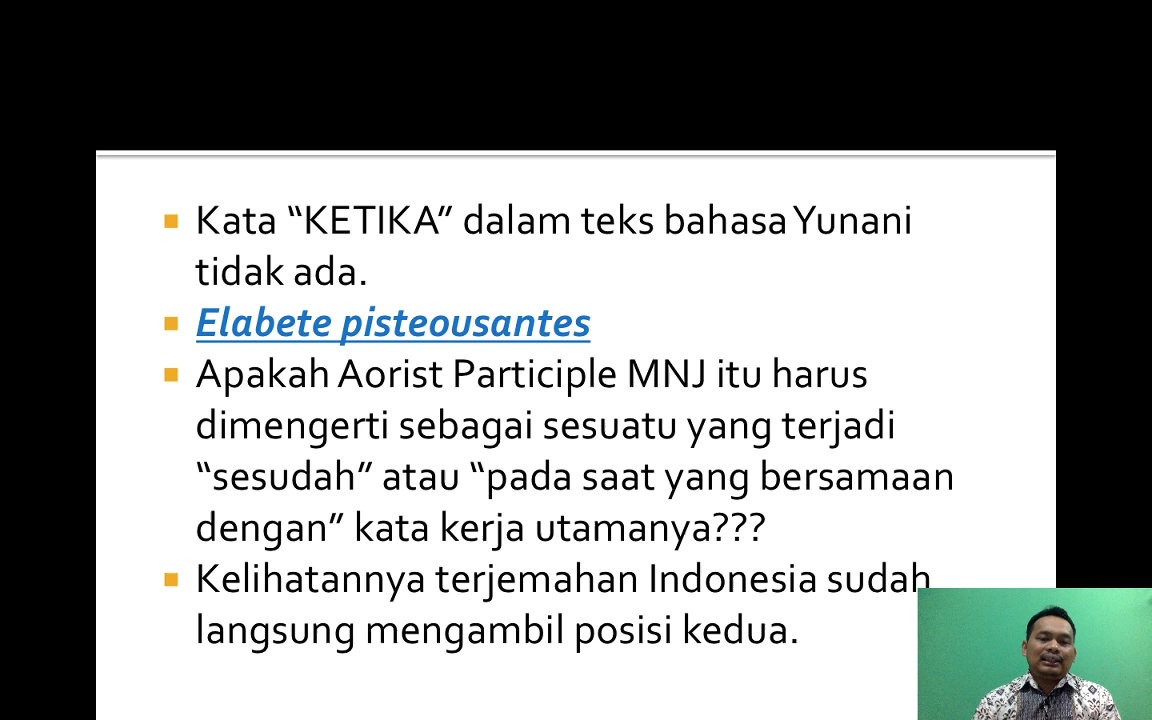 Kata “KETIKA” dalam teks bahasa Yunani
tidak ada.
Elabete pisteousantes
Apakah Aorist Participle MNJ itu harus
dimengerti sebagai sesuatu yang terjadi
“sesudah” atau “pada saat yang bersamaan
dengan” kata kerja utamanya???
Kelihatannya terjemahan Indonesia sudah
langsung mengambil posisi kedua.